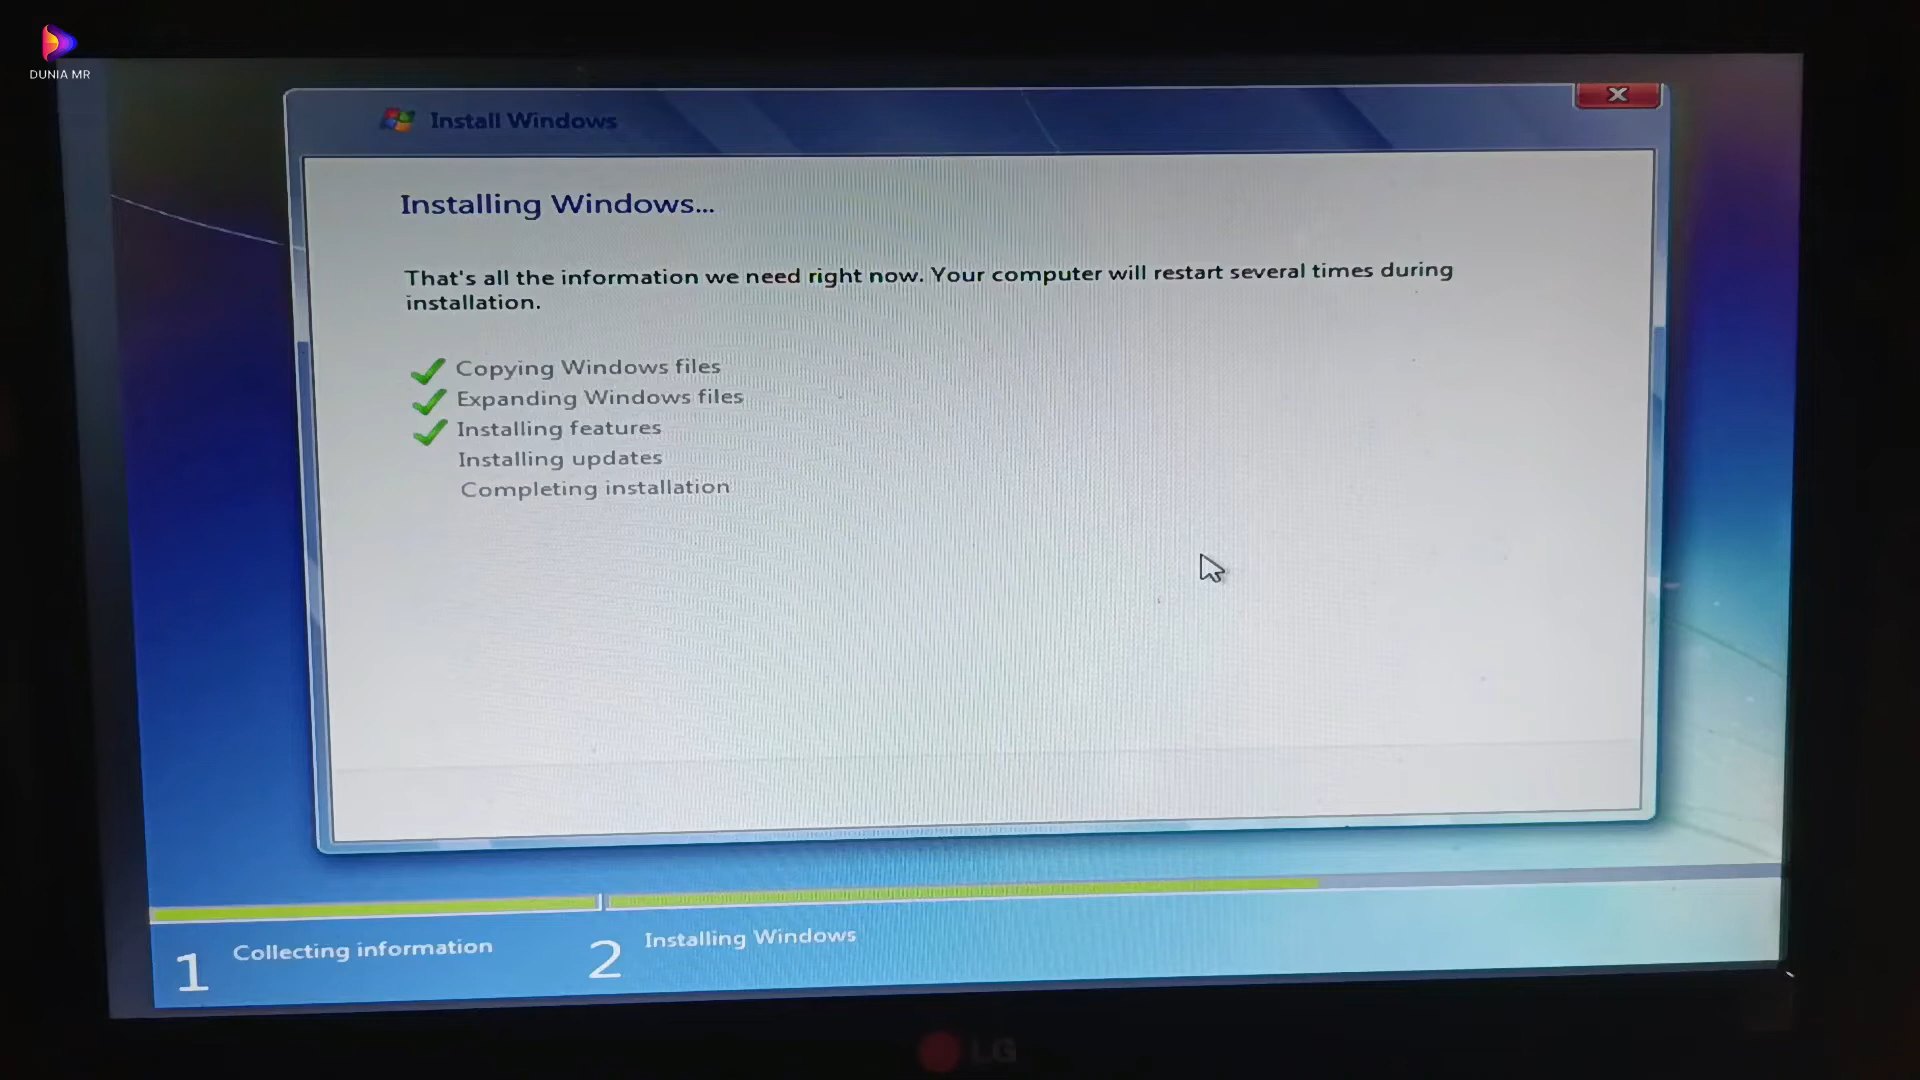 DUNIA MR
Install Windows
Installing Windows...
That's all the information we need right now. Your computer will restart several times during
installation.
Copying Windows files
Expanding Windows files
Installing features
Installing updates
Completing installation
1 Collecting information
2 Installing Windows
LG